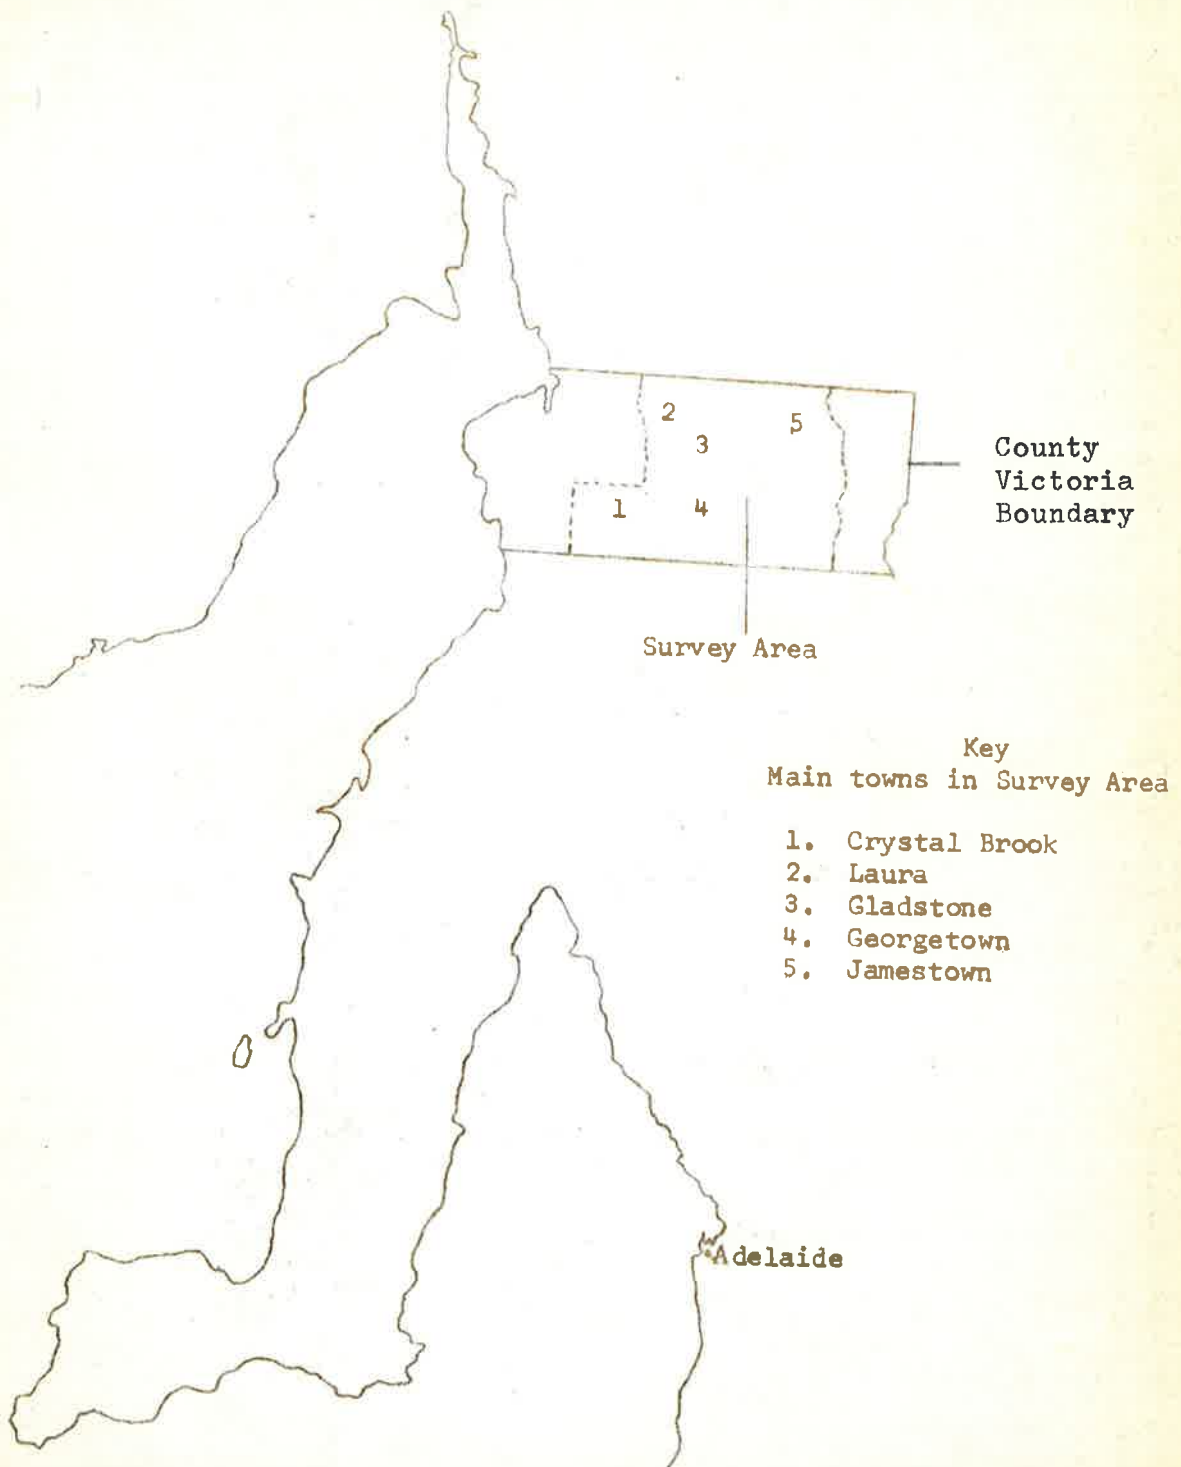 2
5
3
1
4
County
Victoria
Boundary
Survey Area
Key
Main towns in Survey Area
1. Crystal Brook
2. Laura
3. Gladstone
4. Georgetown
5. Jamestown
Adelaide